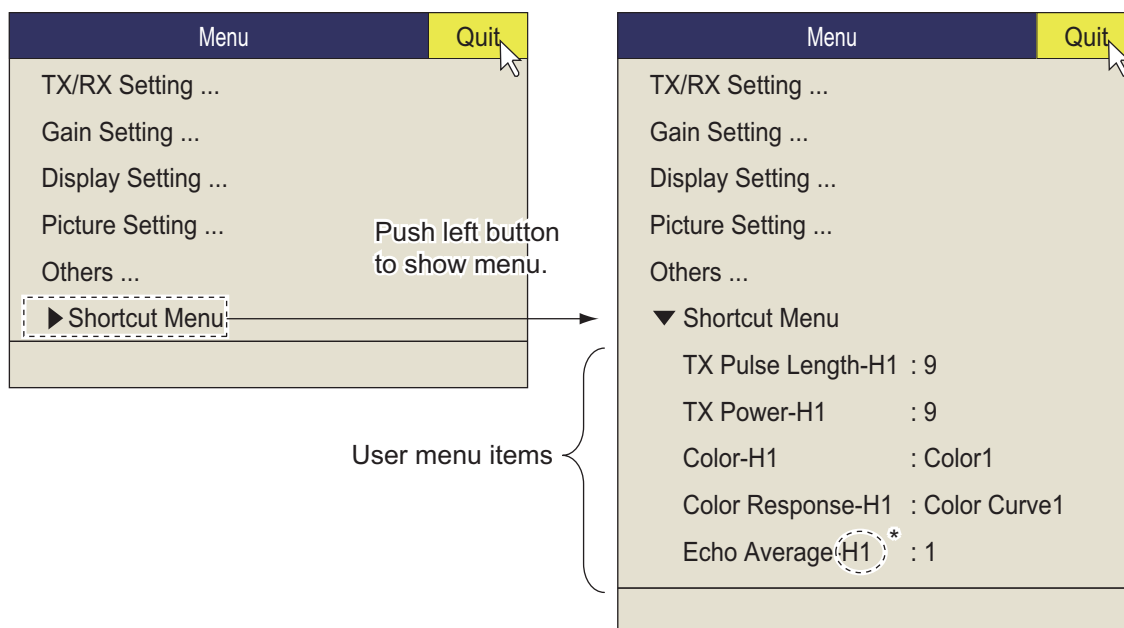 Menu Quit
TX/RX Setting ...
Gain Setting ...
Display Setting ...
Picture Setting ...
Others ...
▶ Shortcut Menu
Push left button
to show menu.
User menu items
Menu Quit
TX/RX Setting ...
Gain Setting ...
Display Setting ...
Picture Setting ...
Others ...
▼ Shortcut Menu
TX Pulse Length-H1 : 9
TX Power-H1 : 9
Color-H1 : Color1
Color Response-H1 : Color Curve1
Echo Average-H1 * : 1